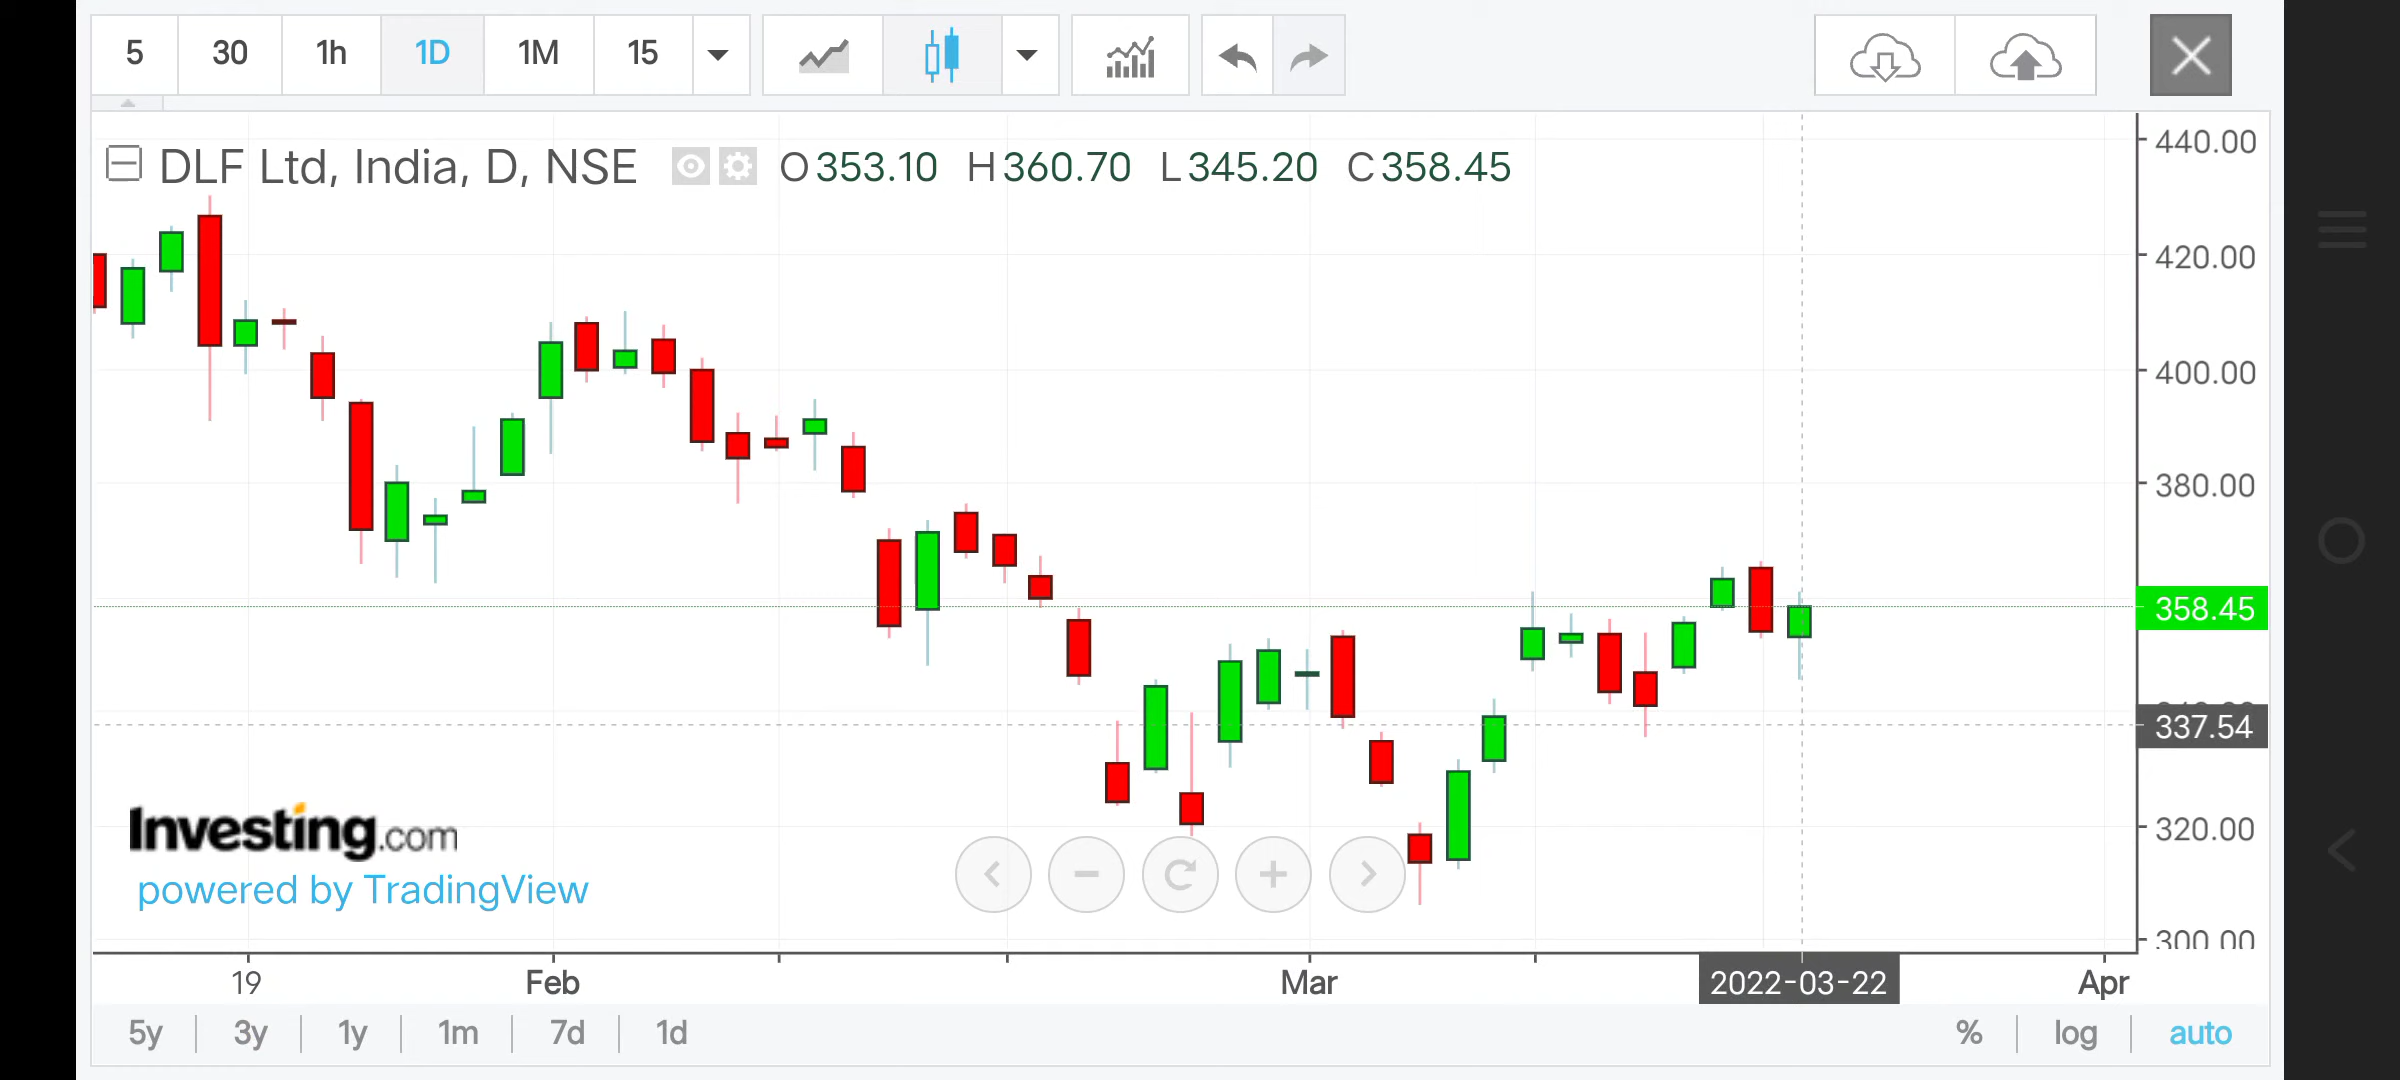 5 30 1h 1D 1M 15
DLF Ltd, India, D, NSE O353.10 H360.70 L345.20 C358.45
440.00
420.00
400.00
380.00
358.45
337.54
320.00
300.00
Investing.com
powered by TradingView
19 Feb Mar 2022-03-22 Apr
5y 3y 1y 1m 7d 1d % log auto